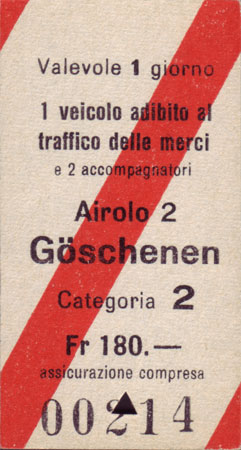 Valevole 1 giorno
1 veicolo adibito al
traffico delle merci
e 2 accompagnatori
Airolo 2
Göschenen
Categoria 2
Fr 180.—
assicurazione compresa
00214